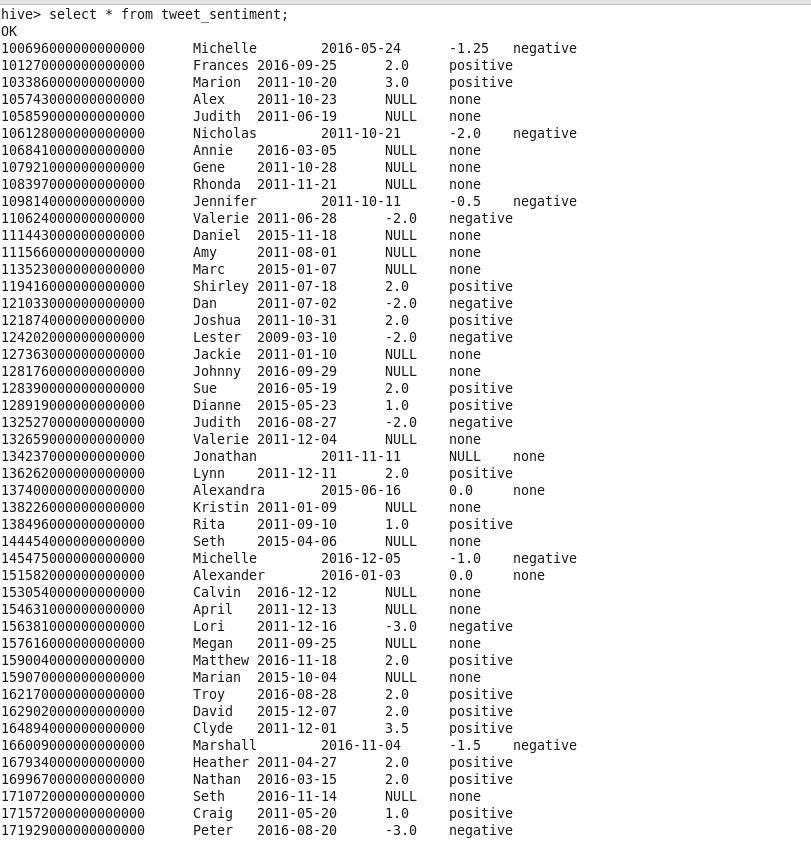 hive> select * from tweet_sentiment;
OK
100696000000000000 Michelle 2016-05-24 -1.25 negative
101270000000000000 Frances 2016-09-25 2.0 positive
103386000000000000 Marion 2011-10-20 3.0 positive
105743000000000000 Alex 2011-10-23 NULL none
105859000000000000 Judith 2011-06-19 NULL none
106128000000000000 Nicholas 2011-10-21 -2.0 negative
106841000000000000 Annie 2016-03-05 NULL none
107921000000000000 Gene 2011-10-28 NULL none
108397000000000000 Rhonda 2011-11-21 NULL none
109814000000000000 Jennifer 2011-10-11 -0.5 negative
110624000000000000 Valerie 2011-06-28 -2.0 negative
111443000000000000 Daniel 2015-11-18 NULL none
111566000000000000 Amy 2011-08-01 NULL none
113523000000000000 Marc 2015-01-07 NULL none
119416000000000000 Shirley 2011-07-18 2.0 positive
121033000000000000 Dan 2011-07-02 -2.0 negative
121874000000000000 Joshua 2011-10-31 2.0 positive
124202000000000000 Lester 2009-03-10 -2.0 negative
127363000000000000 Jackie 2011-01-10 NULL none
128176000000000000 Johnny 2016-09-29 NULL none
128390000000000000 Sue 2016-05-19 2.0 positive
128919000000000000 Dianne 2015-05-23 1.0 positive
132527000000000000 Judith 2016-08-27 -2.0 negative
132659000000000000 Valerie 2011-12-04 NULL none
134237000000000000 Jonathan 2011-11-11 NULL none
136262000000000000 Lynn 2011-12-11 2.0 positive
137400000000000000 Alexandra 2015-06-16 0.0 none
138226000000000000 Kristin 2011-01-09 NULL none
138496000000000000 Rita 2011-09-10 1.0 positive
144454000000000000 Seth 2015-04-06 NULL none
145475000000000000 Michelle 2016-12-05 -1.0 negative
151582000000000000 Alexander 2016-01-03 0.0 none
153054000000000000 Calvin 2016-12-12 NULL none
154631000000000000 April 2011-12-13 NULL none
156381000000000000 Lori 2011-12-16 -3.0 negative
157616000000000000 Megan 2011-09-25 NULL none
159004000000000000 Matthew 2016-11-18 2.0 positive
159070000000000000 Marian 2015-10-04 NULL none
162170000000000000 Troy 2016-08-28 2.0 positive
162902000000000000 David 2015-12-07 2.0 positive
164894000000000000 Clyde 2011-12-01 3.5 positive
166009000000000000 Marshall 2016-11-04 -1.5 negative
167934000000000000 Heather 2011-04-27 2.0 positive
169967000000000000 Nathan 2016-03-15 2.0 positive
171072000000000000 Seth 2016-11-14 NULL none
171572000000000000 Craig 2011-05-20 1.0 positive
171929000000000000 Peter 2016-08-20 -3.0 negative